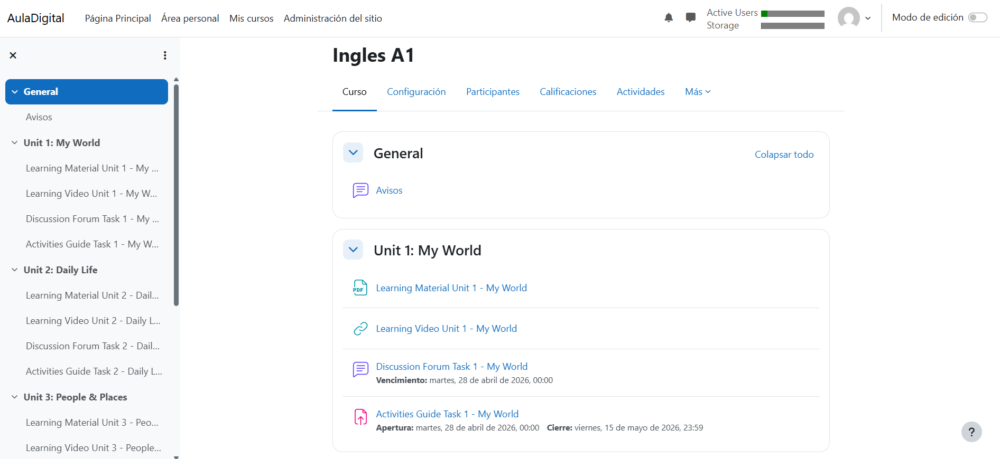 AulaDigital
Página Principal
Área personal
Mis cursos
Administración del sitio
Active Users
Storage
Modo de edición
General
Avisos
Unit 1: My World
Learning Material Unit 1 - My ...
Learning Video Unit 1 - My W...
Discussion Forum Task 1 - My ...
Activities Guide Task 1 - My W...
Unit 2: Daily Life
Learning Material Unit 2 - Dail...
Learning Video Unit 2 - Daily L...
Discussion Forum Task 2 - Dail...
Activities Guide Task 2 - Daily L...
Unit 3: People & Places
Learning Material Unit 3 - Peo...
Learning Video Unit 3 - People...
Ingles A1
Curso
Configuración
Participantes
Calificaciones
Actividades
Más
General
Colapsar todo
Avisos
Unit 1: My World
PDF
Learning Material Unit 1 - My World
Learning Video Unit 1 - My World
Discussion Forum Task 1 - My World
Vencimiento: martes, 28 de abril de 2026, 00:00
Activities Guide Task 1 - My World
Apertura: martes, 28 de abril de 2026, 00:00 Cierre: viernes, 15 de mayo de 2026, 23:59
?